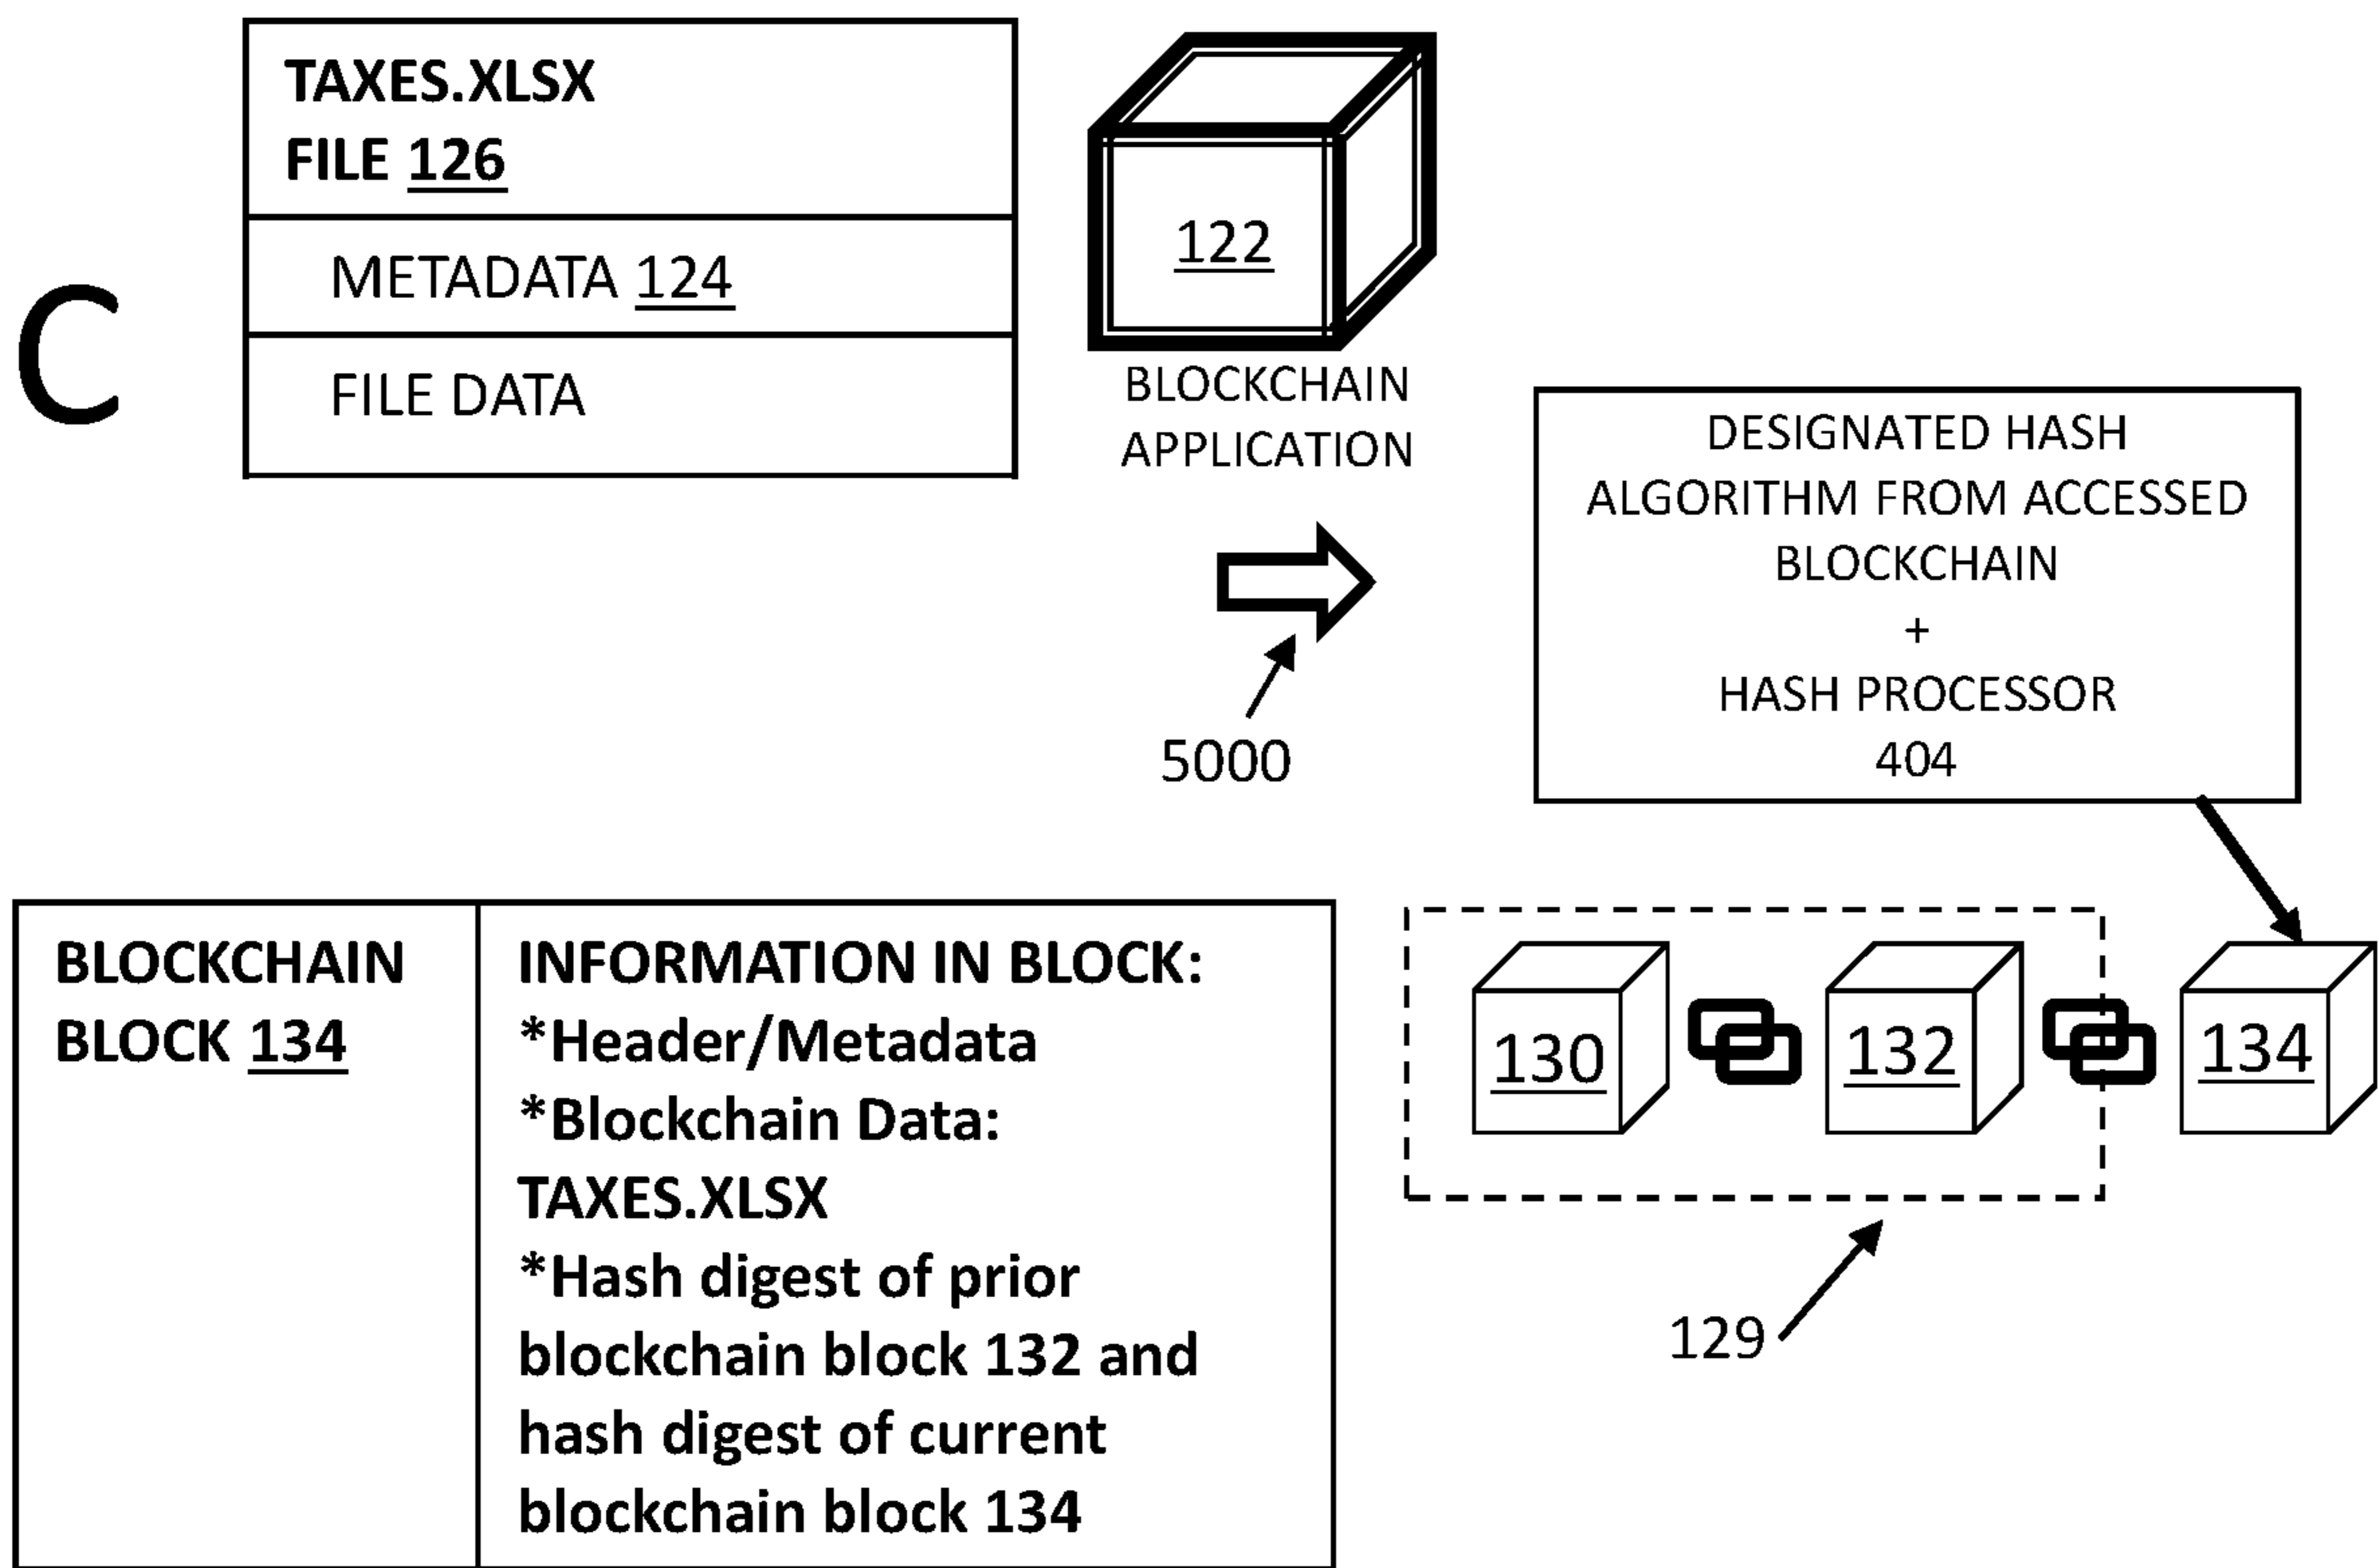 C
TAXES.XLSX
FILE 126
METADATA 124
FILE DATA
122
BLOCKCHAIN
APPLICATION
5000
DESIGNATED HASH
ALGORITHM FROM ACCESSED
BLOCKCHAIN
+
HASH PROCESSOR
404
BLOCKCHAIN
BLOCK 134
INFORMATION IN BLOCK:
*Header/Metadata
*Blockchain Data:
TAXES.XLSX
*Hash digest of prior
blockchain block 132 and
hash digest of current
blockchain block 134
130
132
134
129